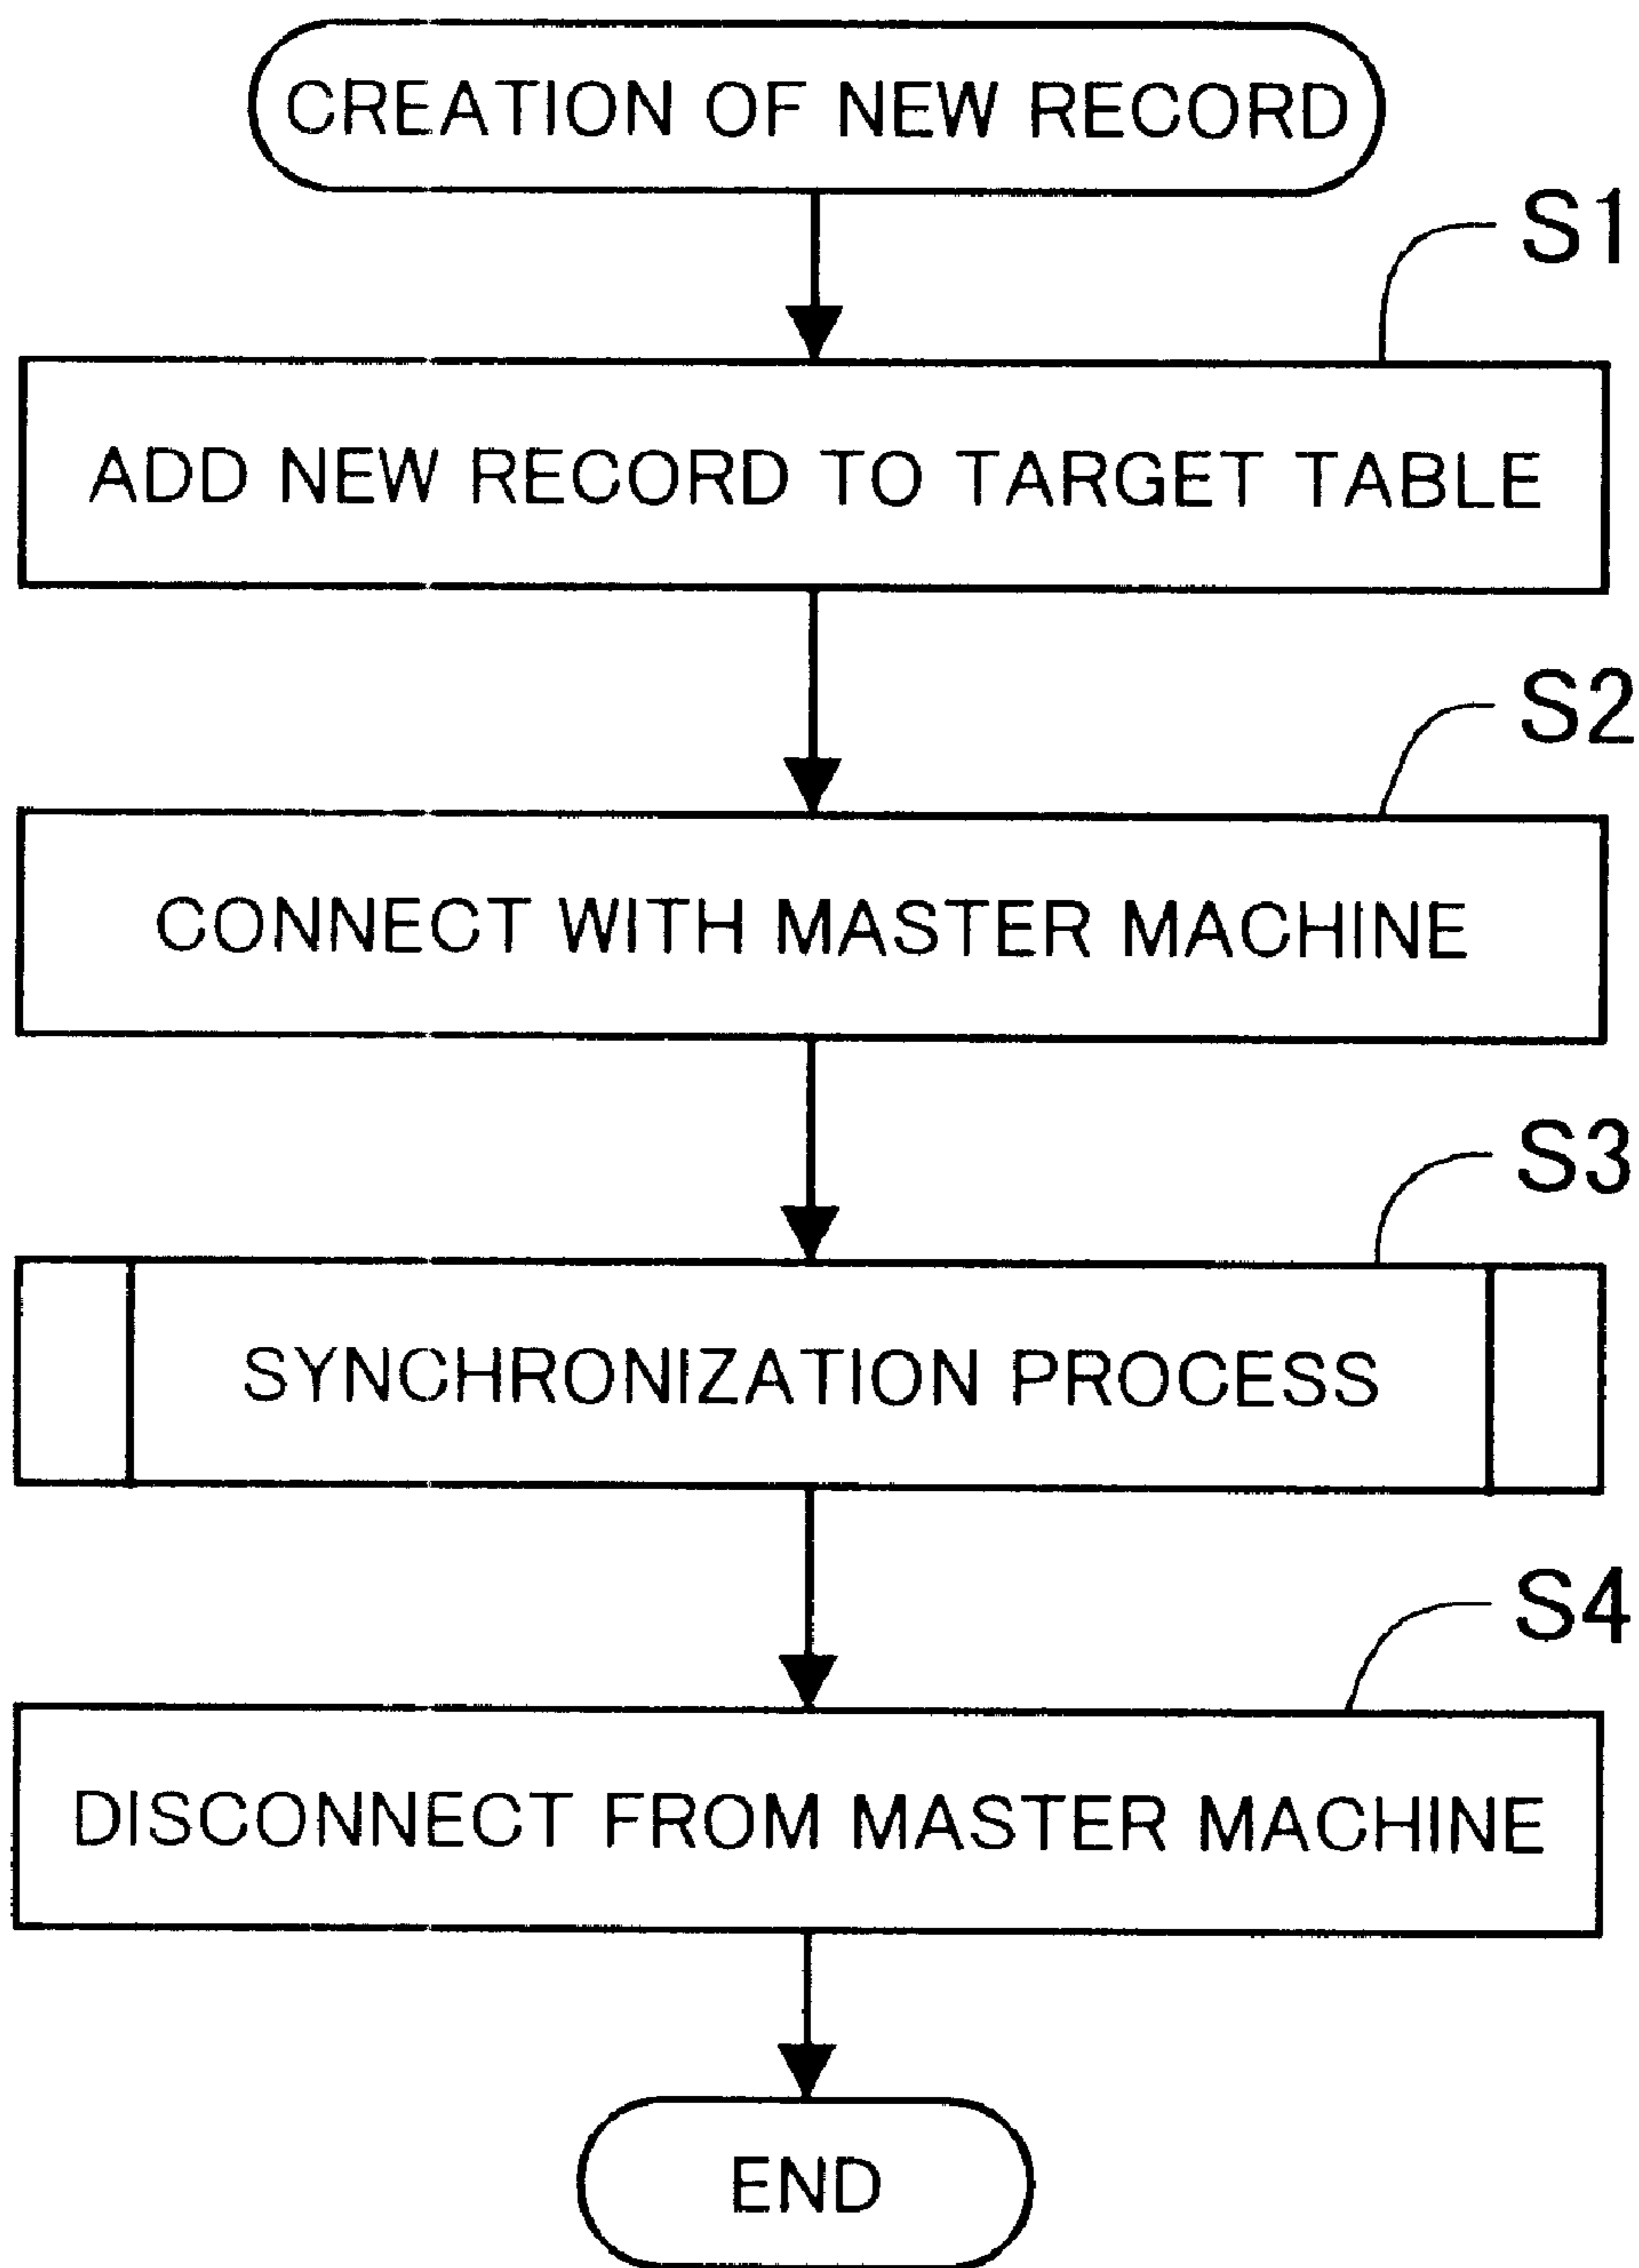 CREATION OF NEW RECORD
S1
ADD NEW RECORD TO TARGET TABLE
S2
CONNECT WITH MASTER MACHINE
S3
SYNCHRONIZATION PROCESS
S4
DISCONNECT FROM MASTER MACHINE
END